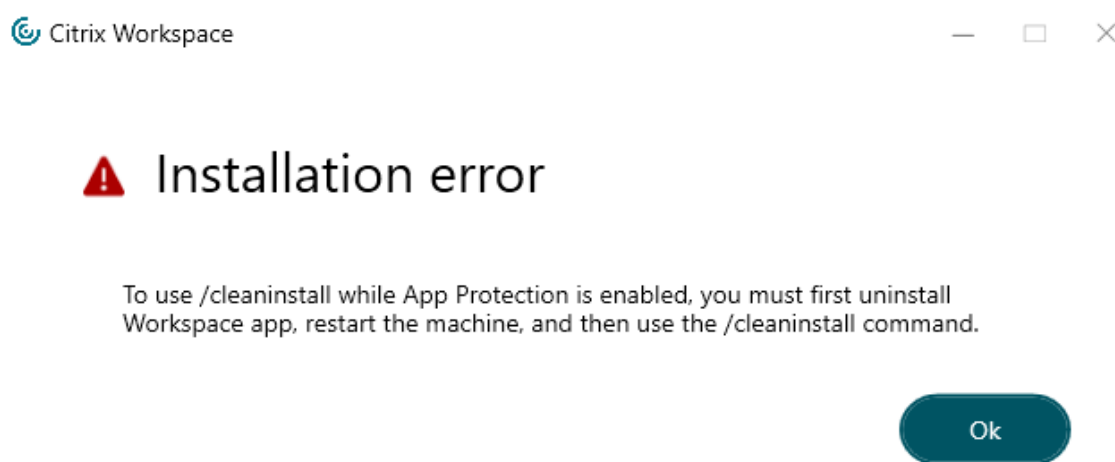 Citrix Workspace
Installation error
To use /cleaninstall while App Protection is enabled, you must first uninstall
Workspace app, restart the machine, and then use the /cleaninstall command.
Ok